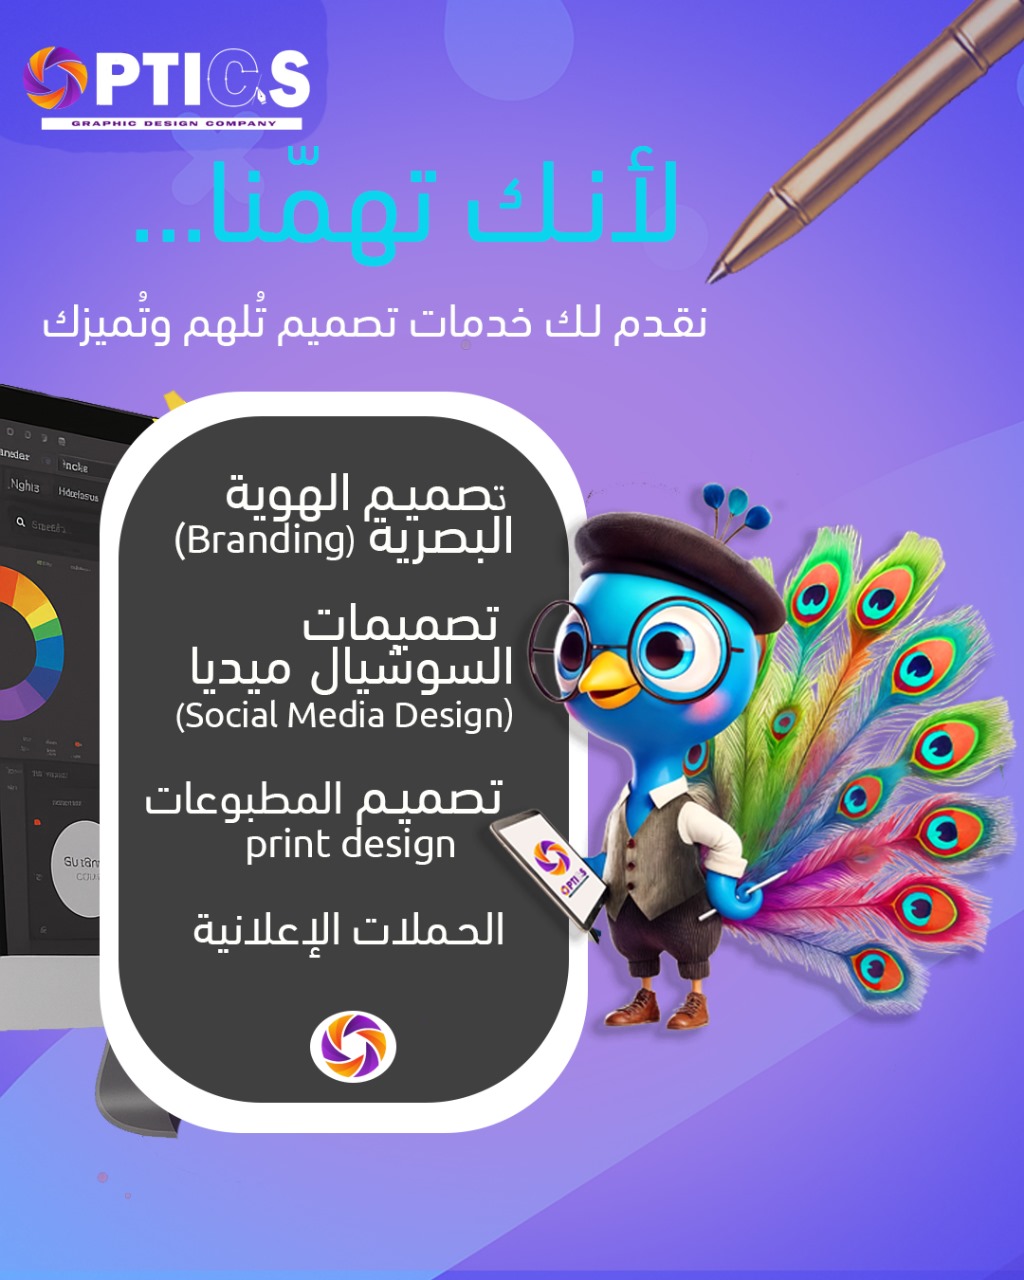 OPTICS
GRAPHIC DESIGN COMPANY
لأنك تهمّنا...
نقدم لك خدمات تصميم تُلهم وتُميزك
تصميم الهوية
البصرية (Branding)
تصميمات
السوشيال ميديا
(Social Media Design)
تصميم المطبوعات
print design
الحملات الإعلانية
OPTICS